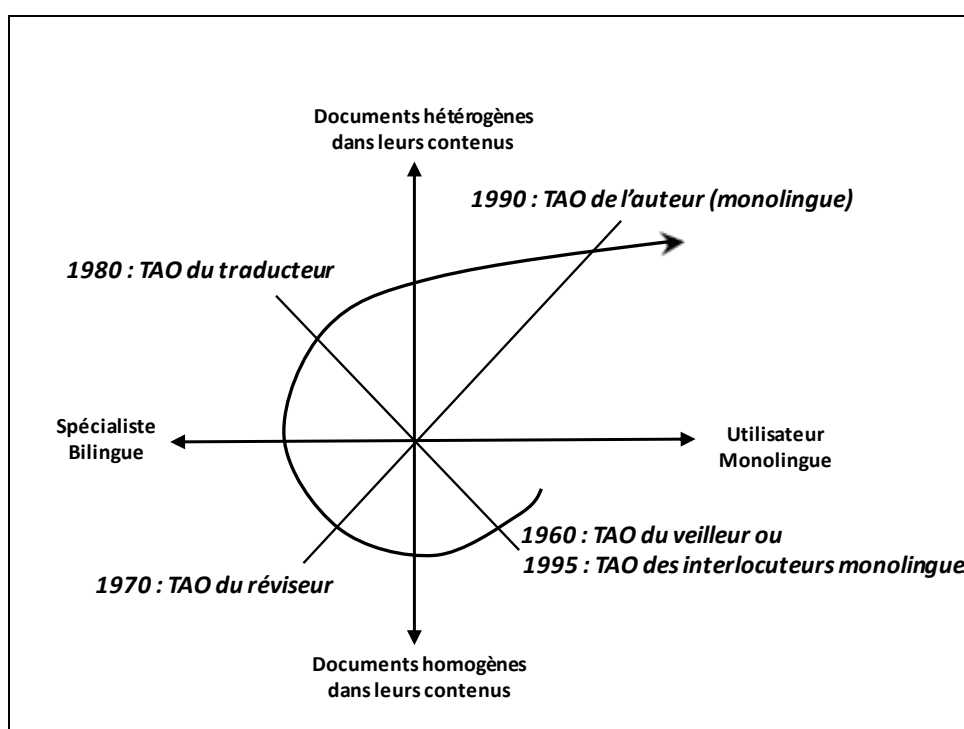 Documents hétérogènes
dans leurs contenus
1990 : TAO de l'auteur (monolingue)
1980 : TAO du traducteur
Spécialiste
Bilingue
Utilisateur
Monolingue
1960 : TAO du veilleur ou
1995 : TAO des interlocuteurs monolingue
1970 : TAO du réviseur
Documents homogènes
dans leurs contenus